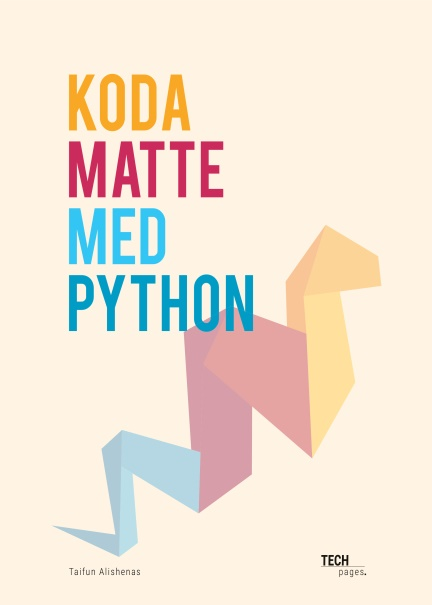 KODA
MATTE
MED
PYTHON
Taifun Alishenas
TECH
pages.